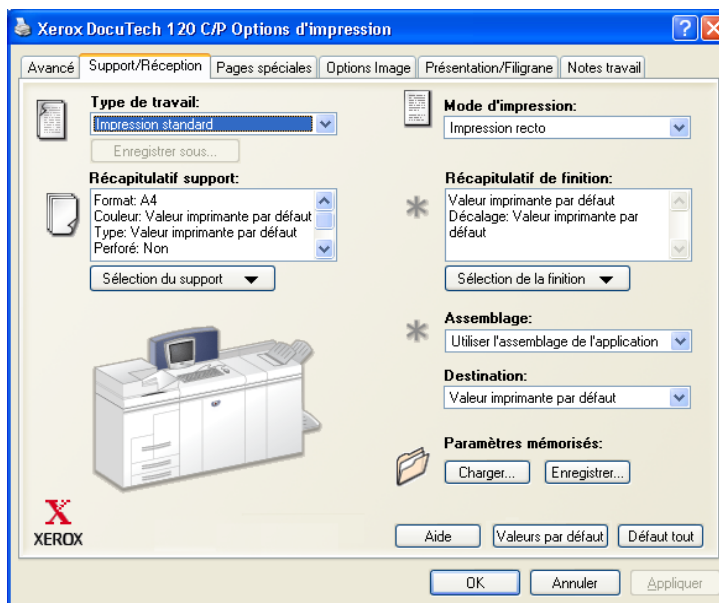 Xerox DocuTech 120 C/P Options d'impression
Avancé Support/Réception Pages spéciales Options Image Présentation/Filigrane Notes travail
Type de travail:
Impression standard
Enregistrer sous...
Mode d'impression:
Impression recto
Récapitulatif support:
Format: A4
Couleur: Valeur imprimante par défaut
Type: Valeur imprimante par défaut
Perforé: Non
Sélection du support
Récapitulatif de finition:
Valeur imprimante par défaut
Décalage: Valeur imprimante par
défaut
Sélection de la finition
Assemblage:
Utiliser l'assemblage de l'application
Destination:
Valeur imprimante par défaut
Paramètres mémorisés:
Charger... Enregistrer...
X
XEROX
Aide Valeurs par défaut Défaut tout
OK Annuler Appliquer